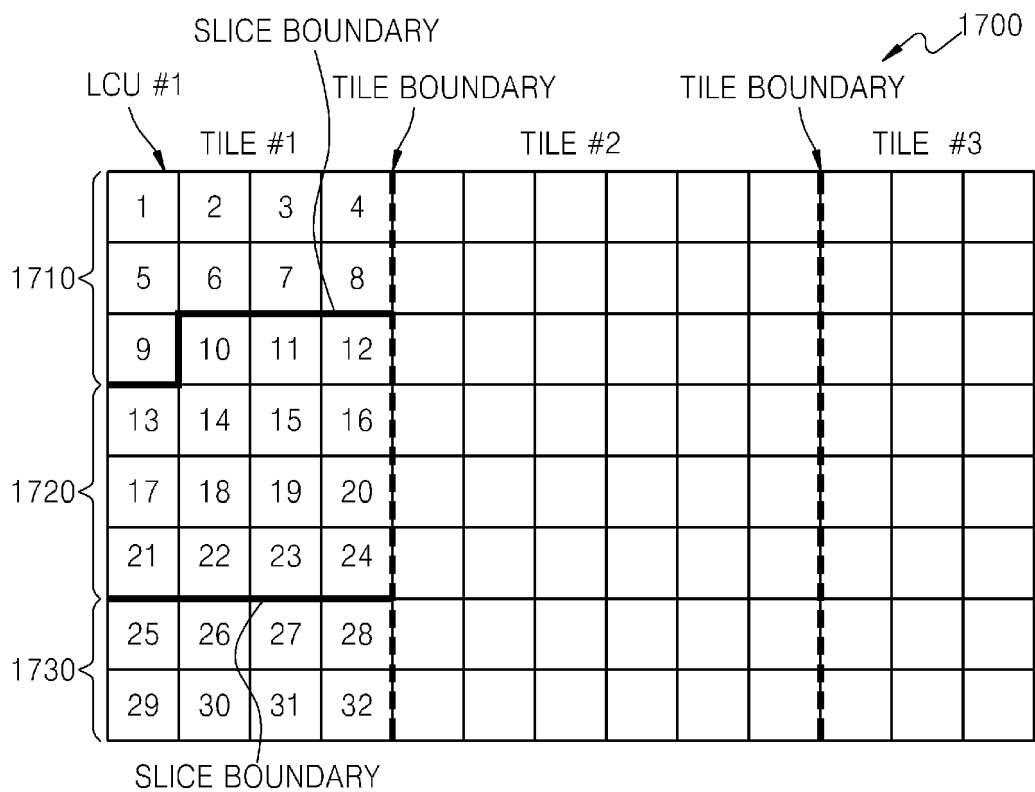 SLICE BOUNDARY
1700
LCU #1
TILE BOUNDARY
TILE BOUNDARY
TILE #1
TILE #2
TILE #3
1 2 3 4
1710
5 6 7 8
9 10 11 12
13 14 15 16
1720
17 18 19 20
21 22 23 24
25 26 27 28
1730
29 30 31 32
SLICE BOUNDARY